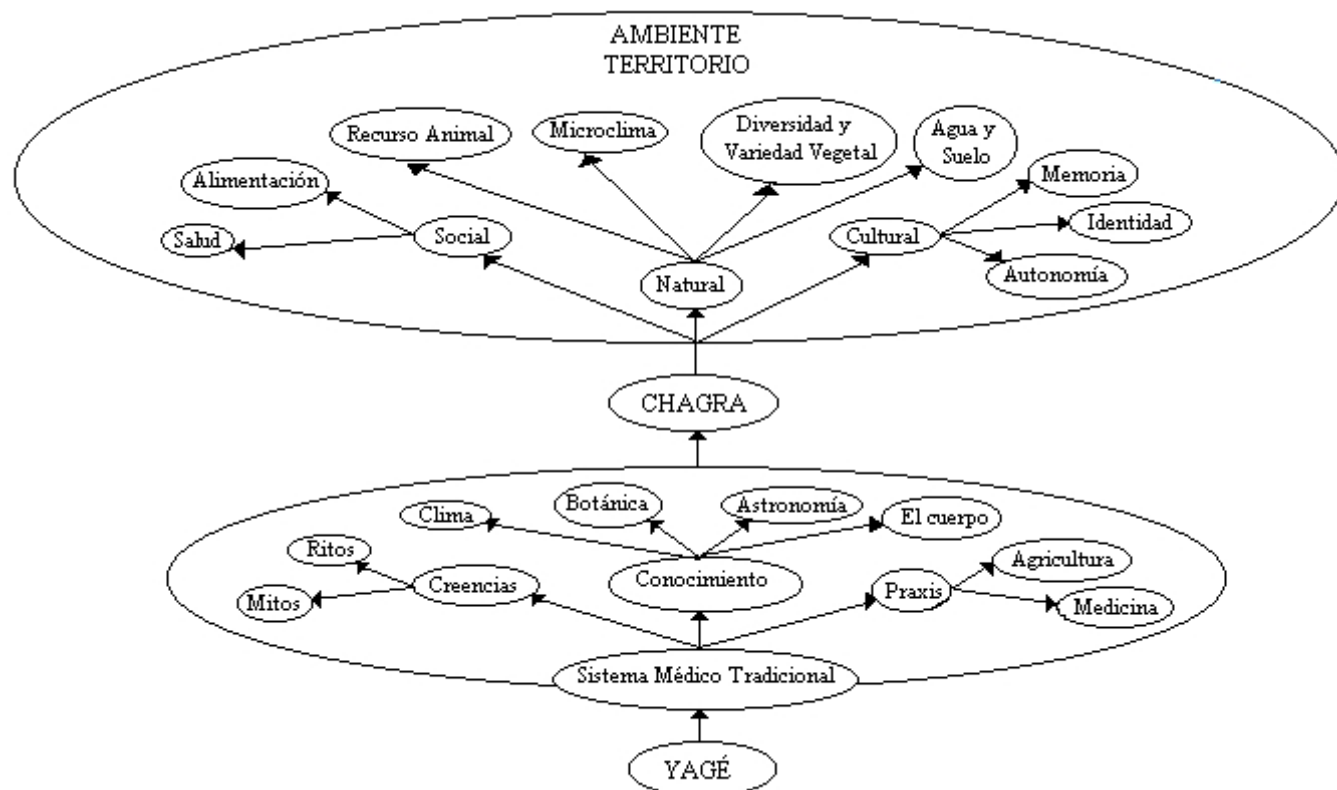 AMBIENTE
TERRITORIO
Recurso Animal
Microclima
Diversidad y
Variedad Vegetal
Agua y
Suelo
Alimentación
Memoria
Salud
Social
Cultural
Identidad
Natural
Autonomía
CHAGRA
Clima
Botánica
Astronomía
El cuerpo
Ritos
Agricultura
Mitos
Creencias
Conocimiento
Praxis
Medicina
Sistema Médico Tradicional
YAGÉ